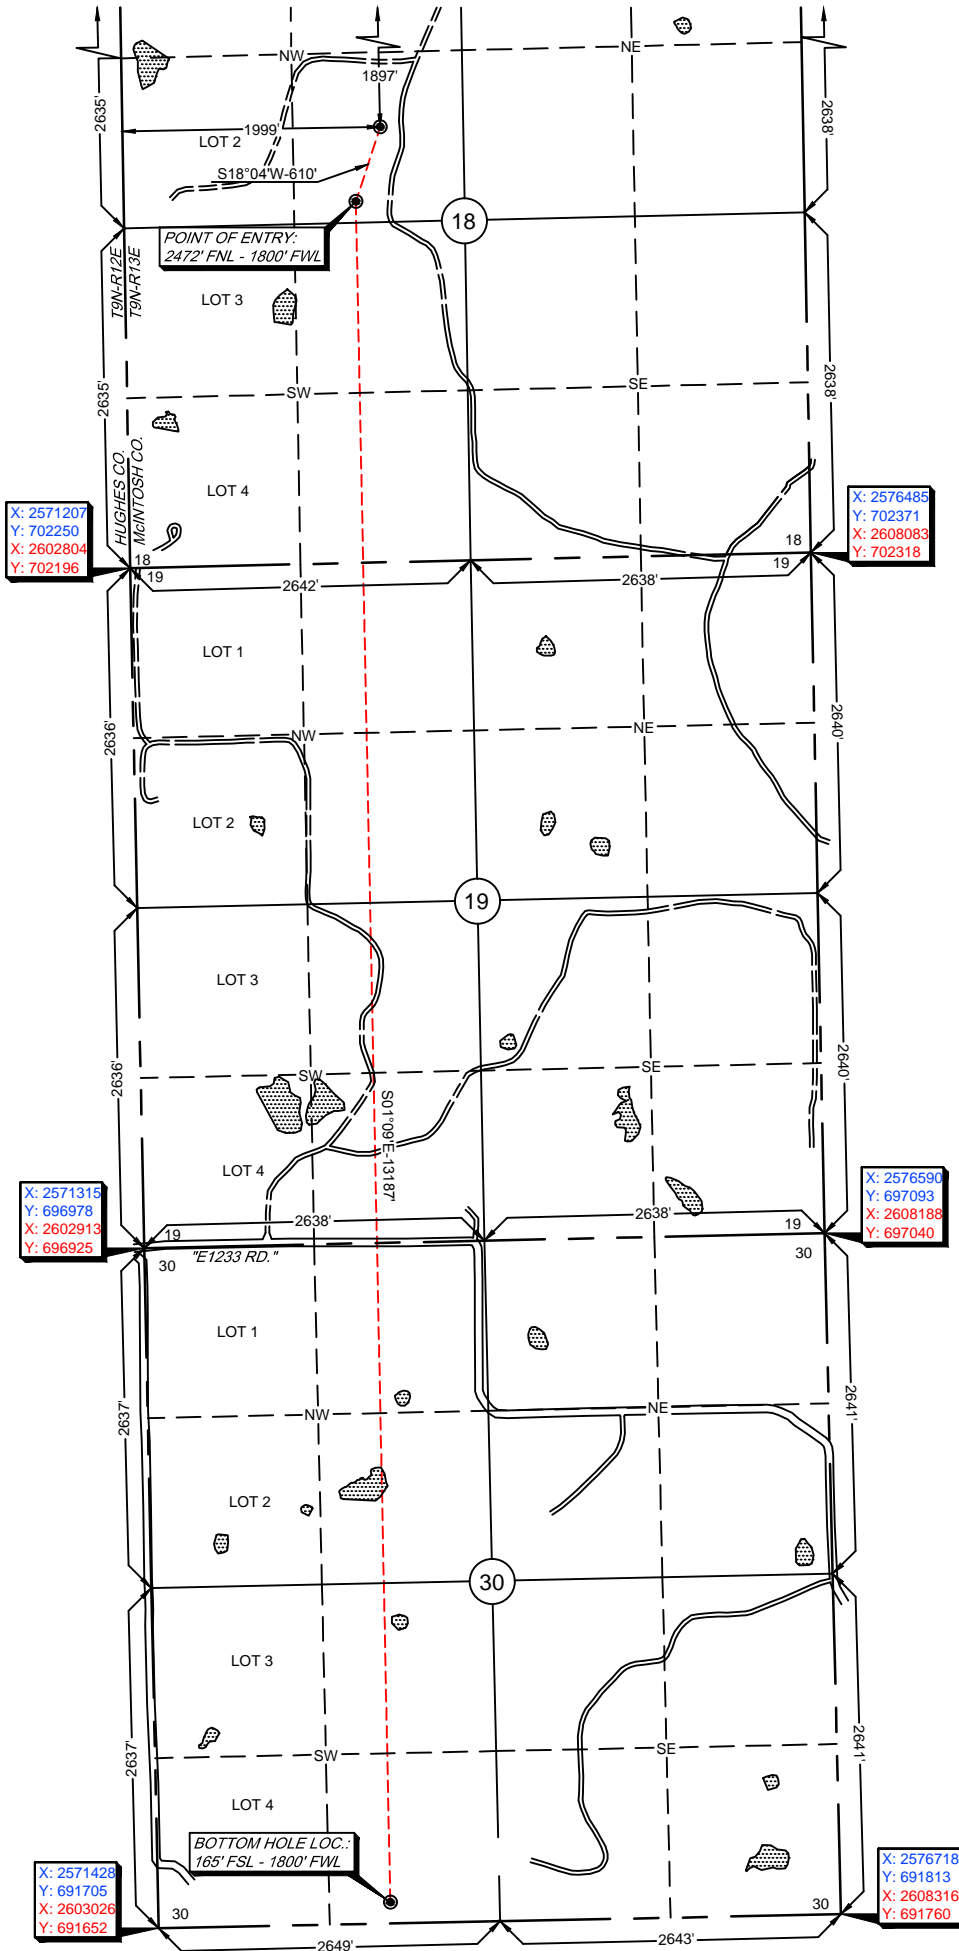 NW
NE
1897'
2635'
2638'
1999'
LOT 2
S18°04'W-610'
18
POINT OF ENTRY:
2472' FNL - 1800' FWL
T9N-R12E
T9N-R13E
LOT 3
2635'
2638'
SW
SE
HUGHES CO.
McINTOSH CO.
LOT 4
X: 2571207
Y: 702250
X: 2602804
Y: 702196
X: 2576485
Y: 702371
X: 2608083
Y: 702318
18
19
18
19
2642'
2638'
LOT 1
2636'
2640'
NW
NE
LOT 2
19
LOT 3
2636'
2640'
SW
SE
S01°09'E-13187'
LOT 4
X: 2571315
Y: 696978
X: 2602913
Y: 696925
X: 2576590
Y: 697093
X: 2608188
Y: 697040
2638'
2638'
19
19
"E1233 RD."
30
30
LOT 1
2637'
2641'
NW
NE
LOT 2
30
LOT 3
2637'
2641'
SW
SE
LOT 4
BOTTOM HOLE LOC.:
165' FSL - 1800' FWL
X: 2571428
Y: 691705
X: 2603026
Y: 691652
X: 2576718
Y: 691813
X: 2608316
Y: 691760
30
30
2649'
2643'